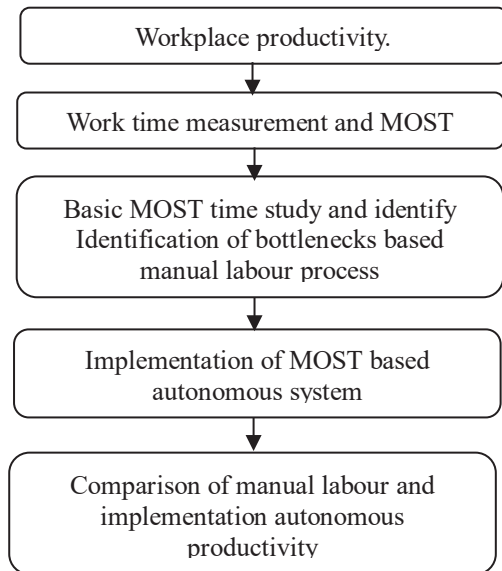 Workplace productivity.
Work time measurement and MOST
Basic MOST time study and identify
Identification of bottlenecks based
manual labour process
Implementation of MOST based
autonomous system
Comparison of manual labour and
implementation autonomous
productivity